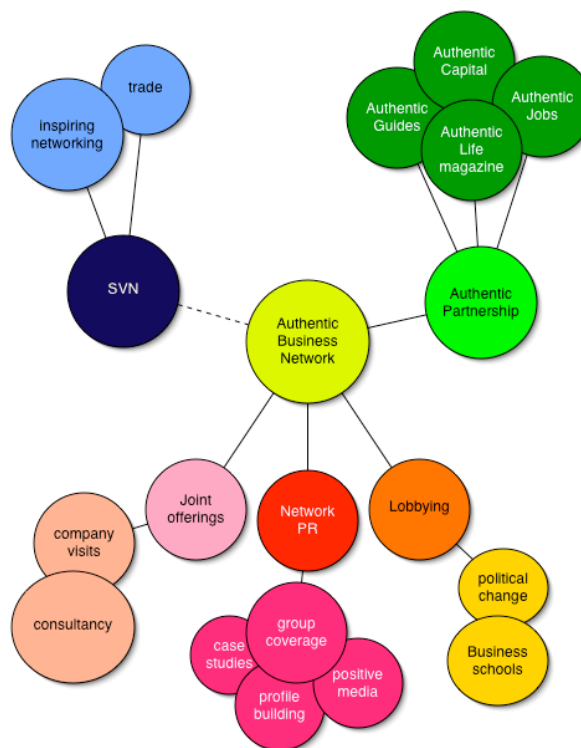 trade
inspiring
networking
Authentic
Capital
Authentic
Guides
Authentic
Jobs
Authentic
Life
magazine
SVN
Authentic
Business
Network
Authentic
Partnership
Joint
offerings
Network
PR
Lobbying
company
visits
consultancy
political
change
Business
schools
group
coverage
case
studies
profile
building
positive
media